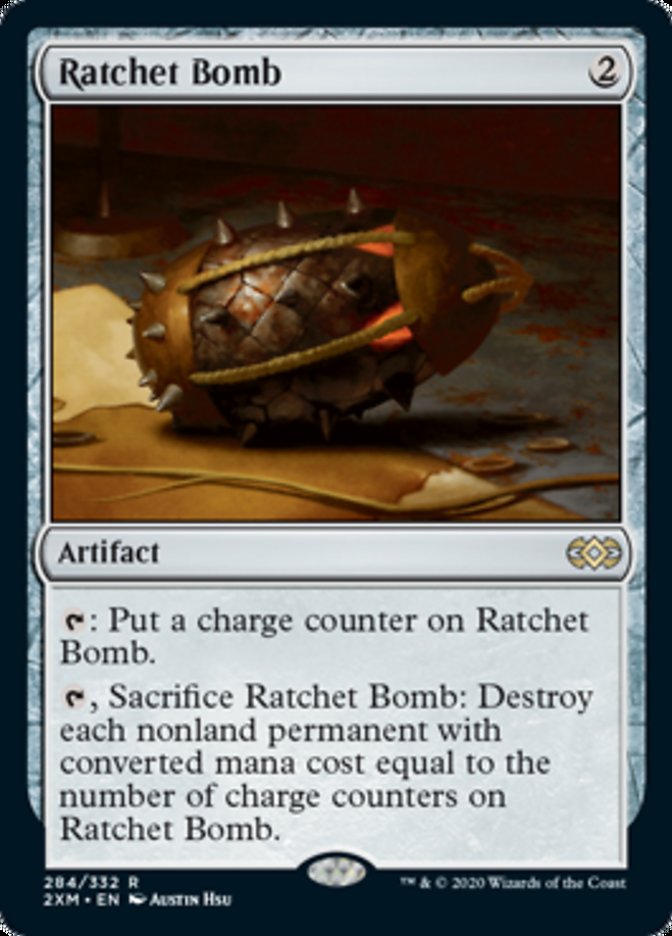 Ratchet Bomb 2
Artifact
: Put a charge counter on Ratchet
Bomb.
, Sacrifice Ratchet Bomb: Destroy
each nonland permanent with
converted mana cost equal to the
number of charge counters on
Ratchet Bomb.
284/332 R ™ & © 2020 Wizards of the Coast
2XM • EN Austin Hsu